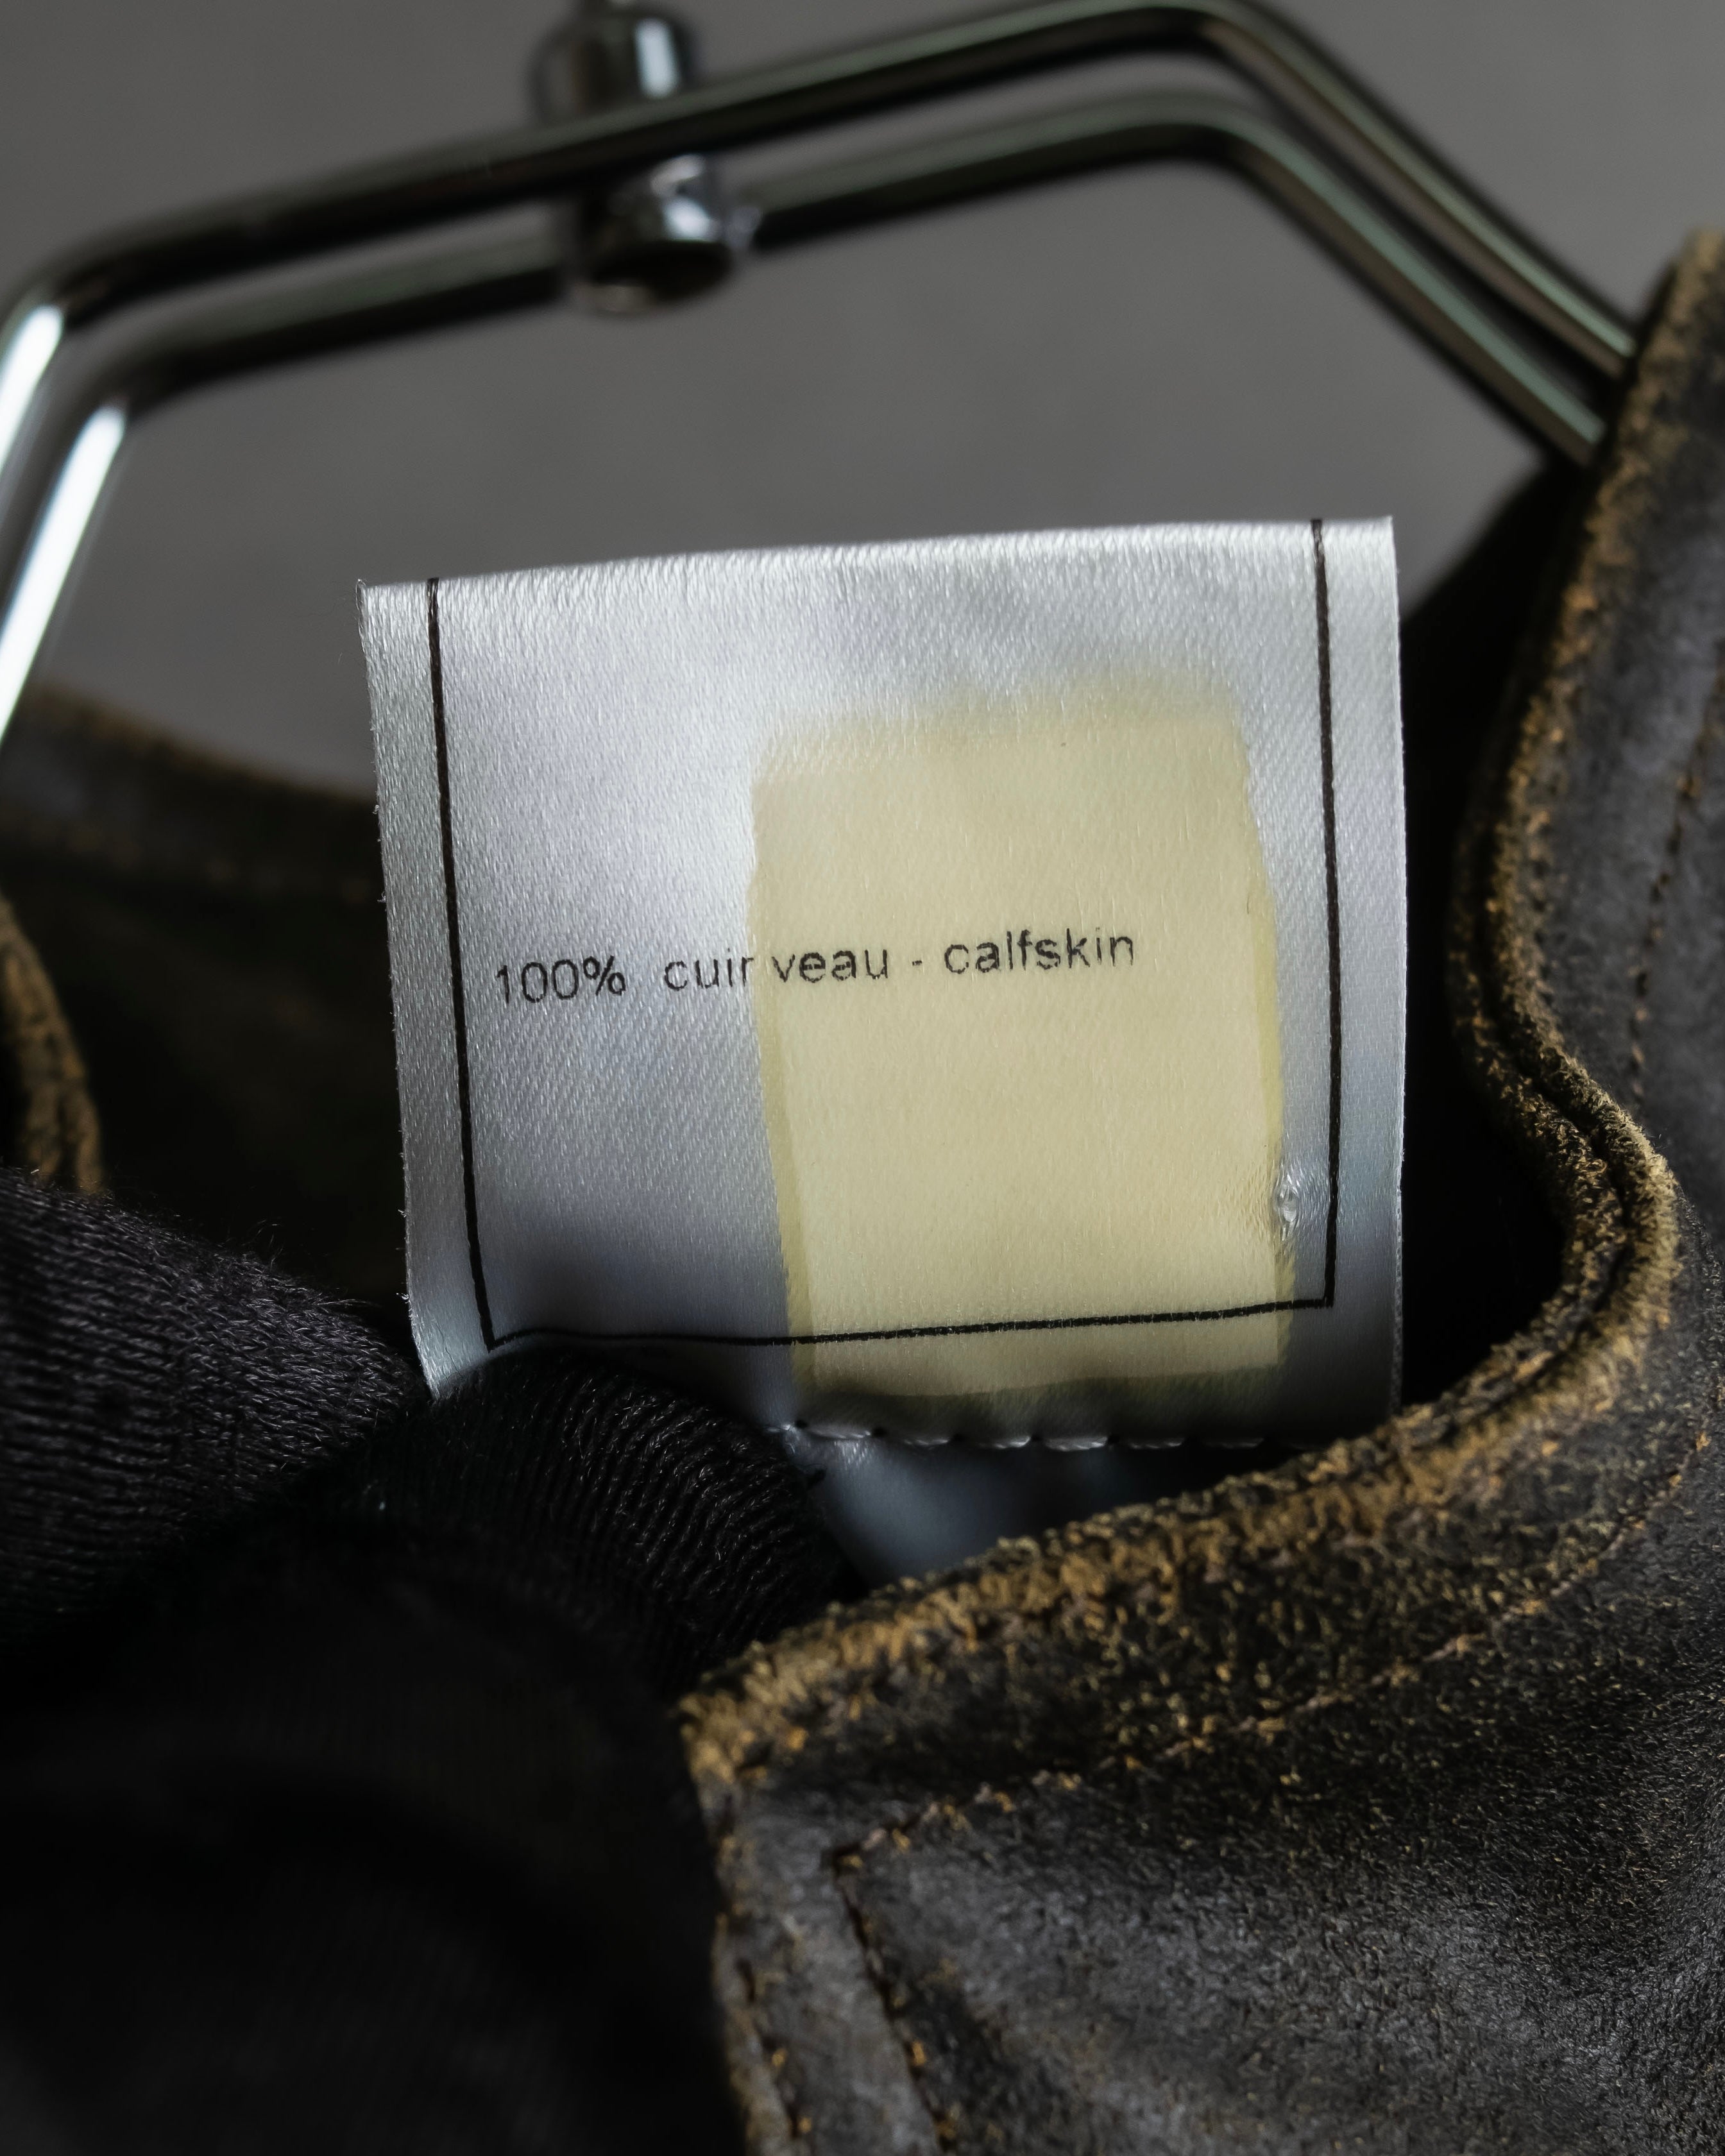 100% cuir veau - calfskin